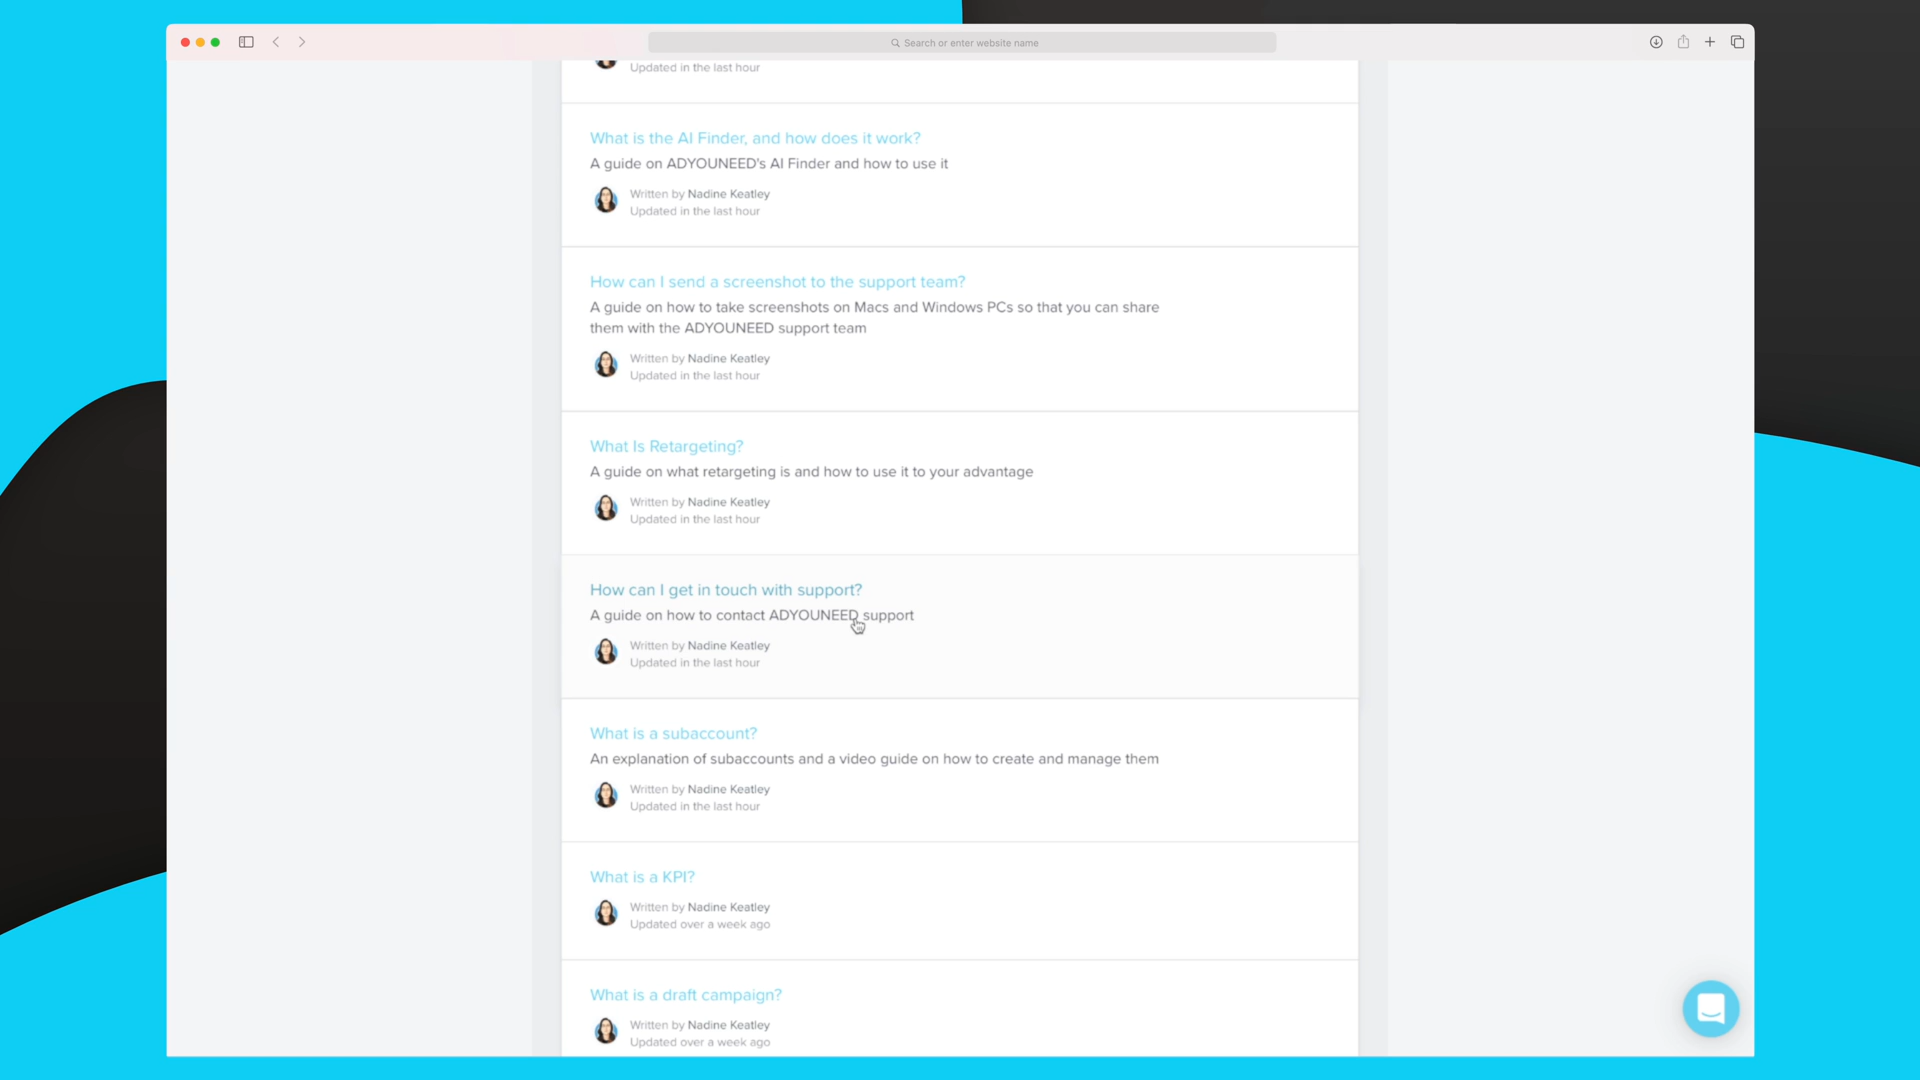 Search or enter website name
Updated in the last hour
What is the AI Finder, and how does it work?
A guide on ADYOUNEED's AI Finder and how to use it
Written by Nadine Keatley
Updated in the last hour
How can I send a screenshot to the support team?
A guide on how to take screenshots on Macs and Windows PCs so that you can share
them with the ADYOUNEED support team
Written by Nadine Keatley
Updated in the last hour
What Is Retargeting?
A guide on what retargeting is and how to use it to your advantage
Written by Nadine Keatley
Updated in the last hour
How can I get in touch with support?
A guide on how to contact ADYOUNEED support
Written by Nadine Keatley
Updated in the last hour
What is a subaccount?
An explanation of subaccounts and a video guide on how to create and manage them
Written by Nadine Keatley
Updated in the last hour
What is a KPI?
Written by Nadine Keatley
Updated over a week ago
What is a draft campaign?
Written by Nadine Keatley
Updated over a week ago